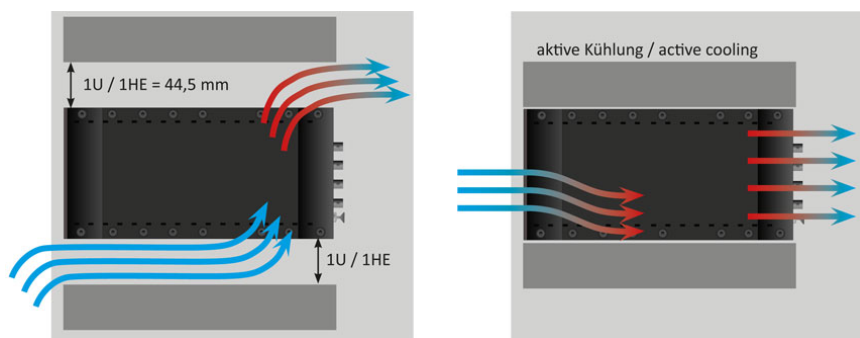 1U / 1HE = 44,5 mm
1U / 1HE
aktive Kühlung / active cooling